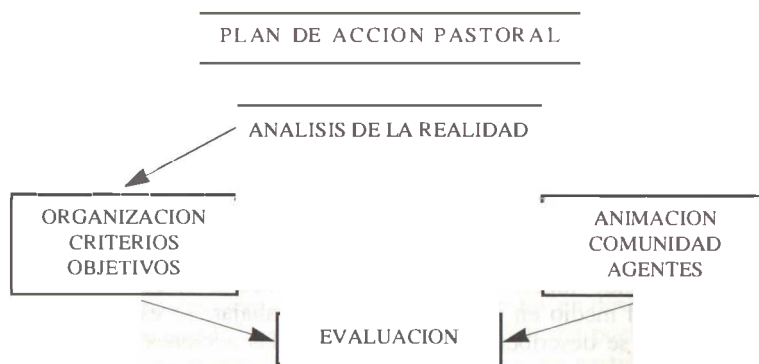 PLAN DE ACCION PASTORAL
ANALISIS DE LA REALIDAD
ORGANIZACION
CRITERIOS
OBJETIVOS
ANIMACION
COMUNIDAD
AGENTES
EVALUACION